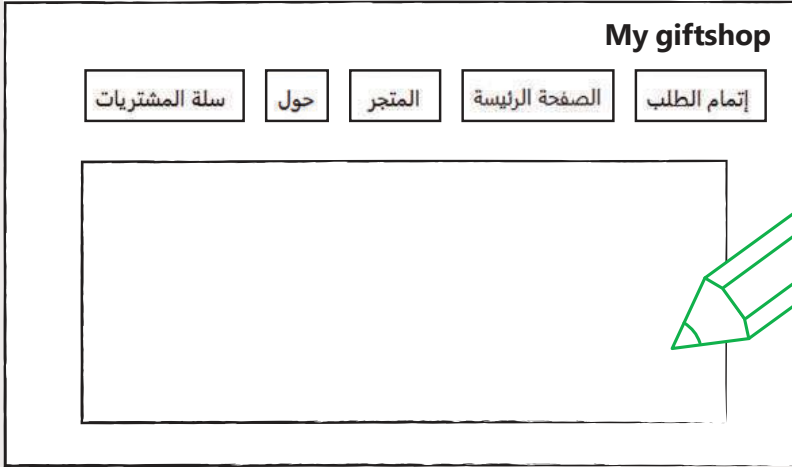 My giftshop
إتمام الطلب
الصفحة الرئيسة
المتجر
حول
سلة المشتريات